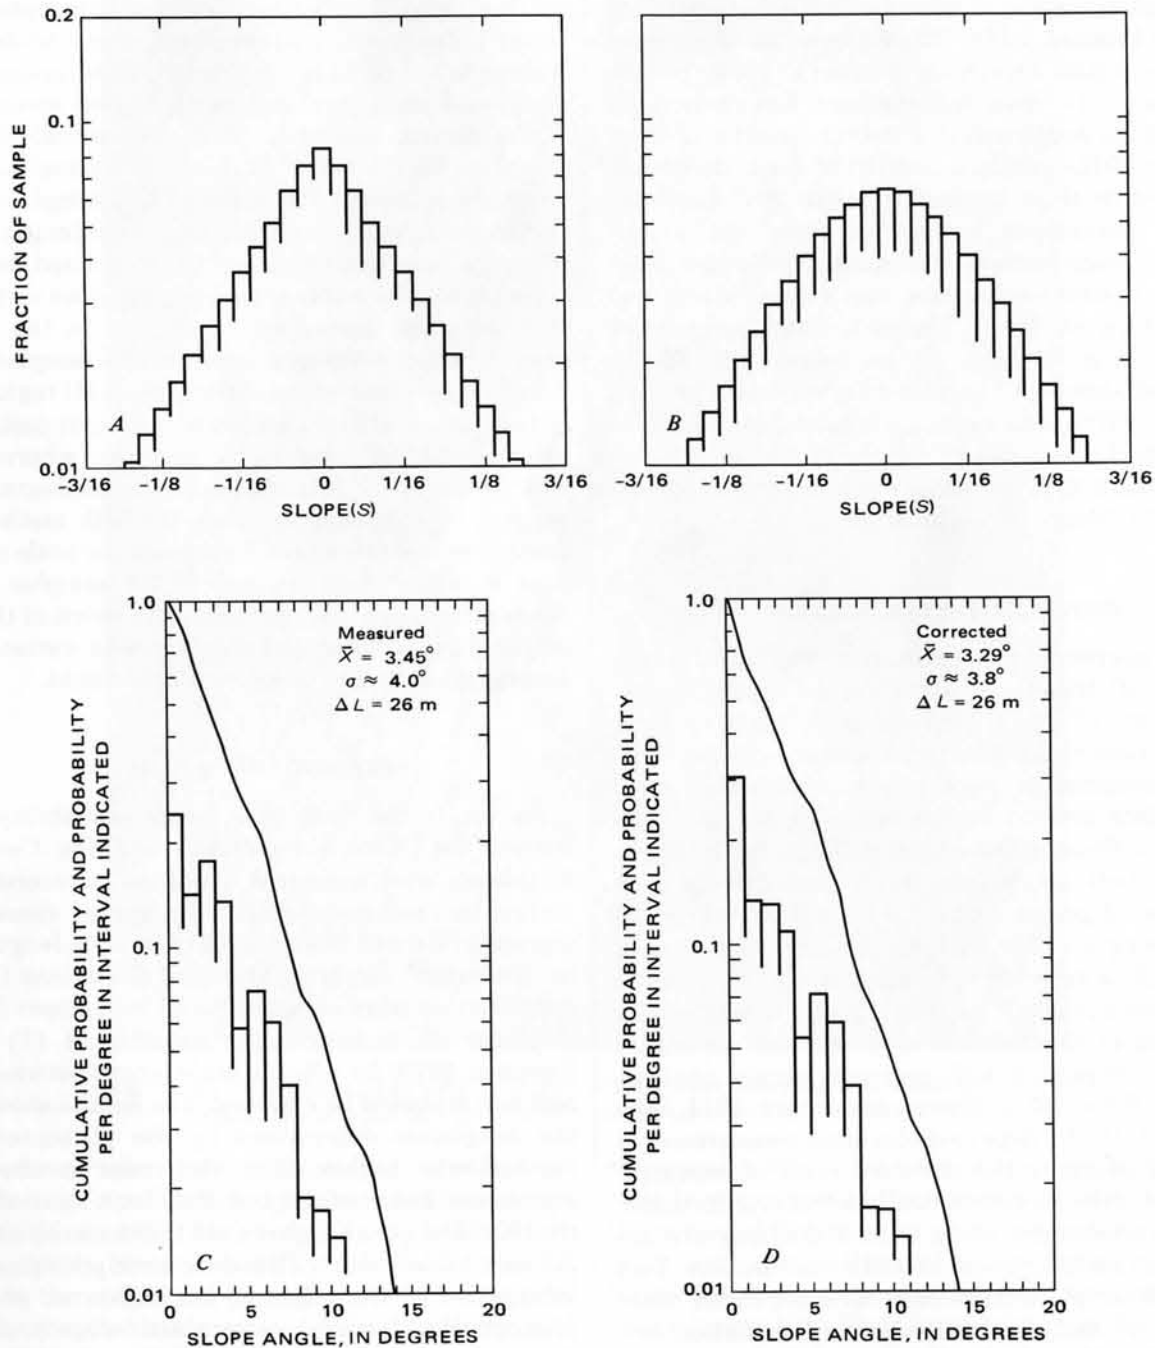 0.2
0.1
0.01
FRACTION OF SAMPLE
A
-3/16 -1/8 -1/16 0 1/16 1/8 3/16
SLOPE(S)
B
-3/16 -1/8 -1/16 0 1/16 1/8 3/16
SLOPE(S)
1.0
0.1
0.01
CUMULATIVE PROBABILITY AND PROBABILITY
PER DEGREE IN INTERVAL INDICATED
Measured
X̄ = 3.45°
σ ≈ 4.0°
Δ L = 26 m
C
0 5 10 15 20
SLOPE ANGLE, IN DEGREES
1.0
0.1
0.01
CUMULATIVE PROBABILITY AND PROBABILITY
PER DEGREE IN INTERVAL INDICATED
Corrected
X̄ = 3.29°
σ ≈ 3.8°
Δ L = 26 m
D
0 5 10 15 20
SLOPE ANGLE, IN DEGREES